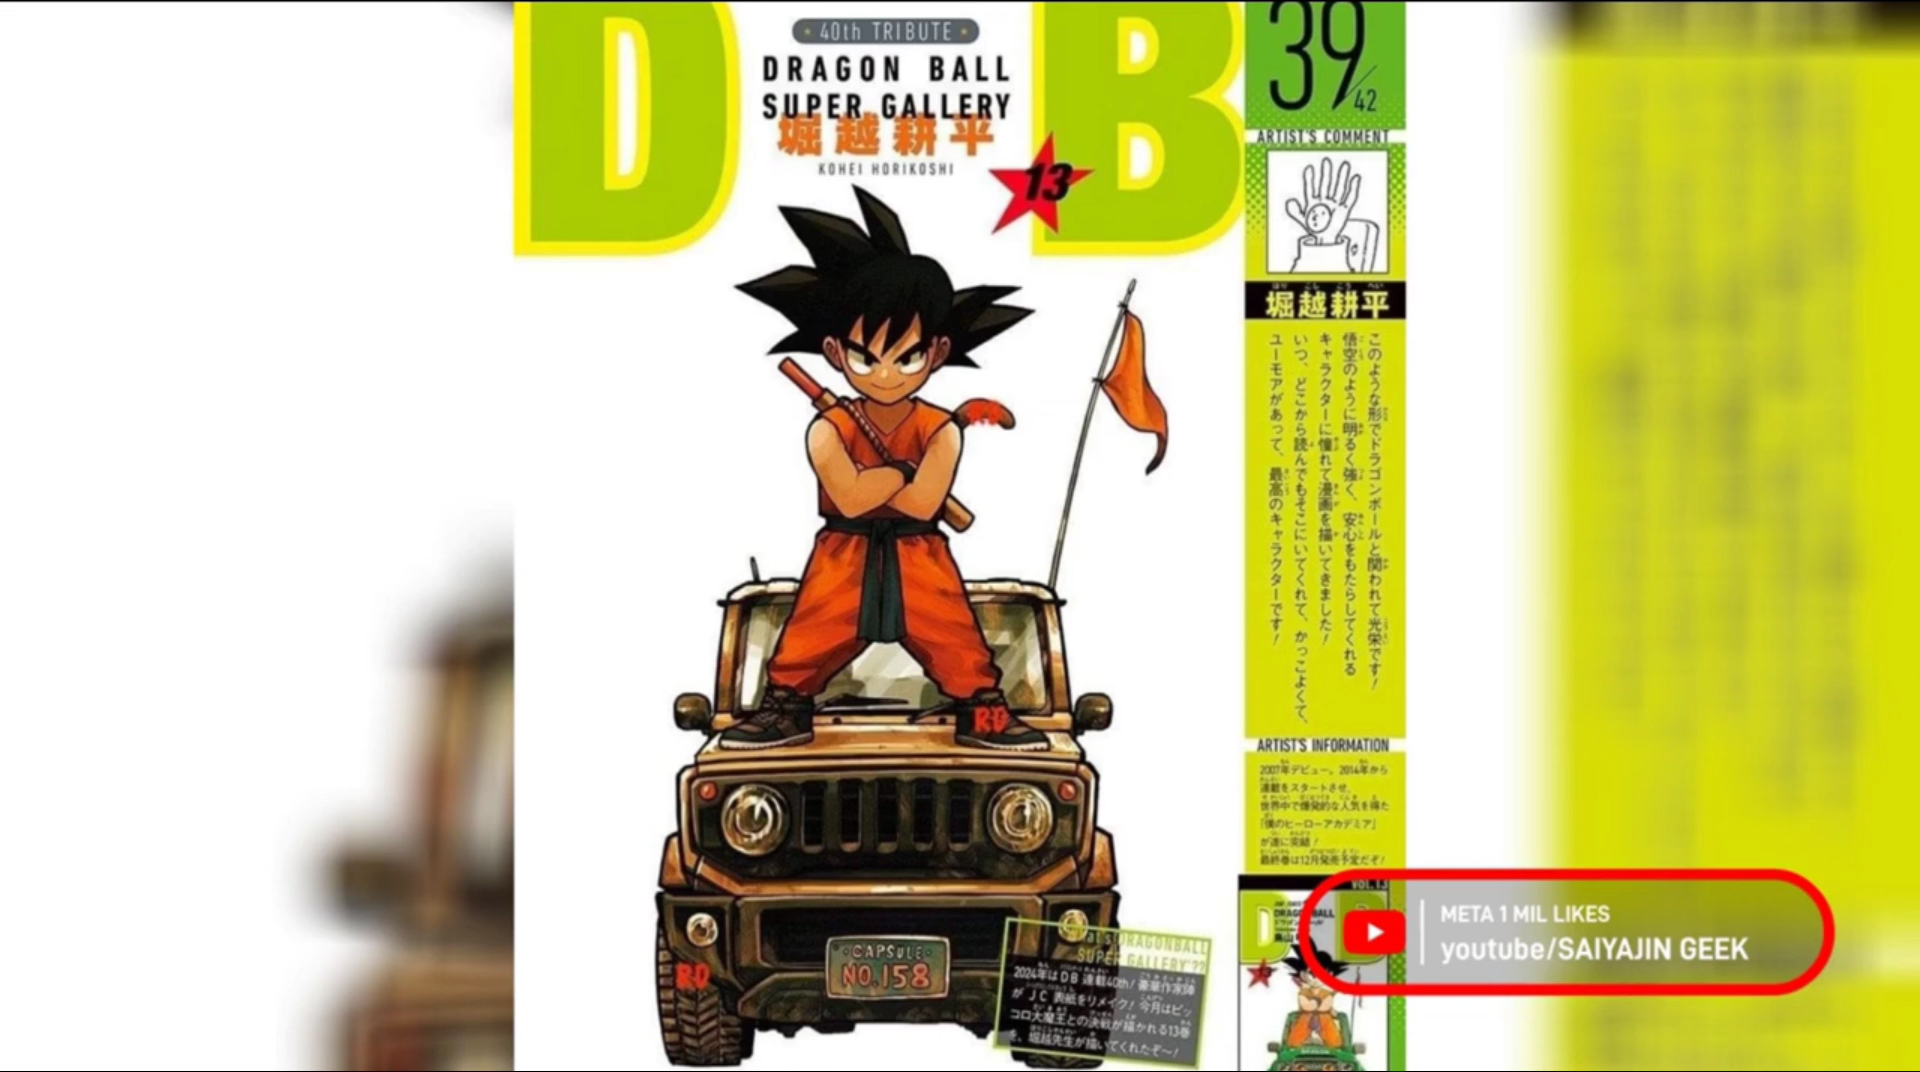 D B
40th TRIBUTE
DRAGON BALL
SUPER GALLERY
堀越耕平
KOHEI HORIKOSHI
13
39/42
ARTIST'S COMMENT
堀越耕平
このような形でドラゴンボールと関われて光栄です!
悟空のように明るく強く、安心をもたらしてくれる
キャラクターに憧れて漫画を描いてきました!
いつ、どこから読んでもそこにいてくれて、かっこよくて、
ユーモアがあって、最高のキャラクターです!
ARTIST'S INFORMATION
2007年デビュー。2014年から
連載をスタートさせ、
世界中で爆発的な人気を得た
「僕のヒーローアカデミア」
が遂に完結!
最終巻は12月発売予定だぞ!
RD
RD
CAPSULE
NO.158
DRAGONBALL
SUPER GALLERY"??
2024年はDB連載40th!豪華作家陣
がJC表紙をリメイク!今月はピッ
コロ大魔王との決戦が描かれる13巻
を、堀越先生が描いてくれたぞ〜!
VOL.13
D B
DRAGON BALL
META 1 MIL LIKES
youtube/SAIYAJIN GEEK